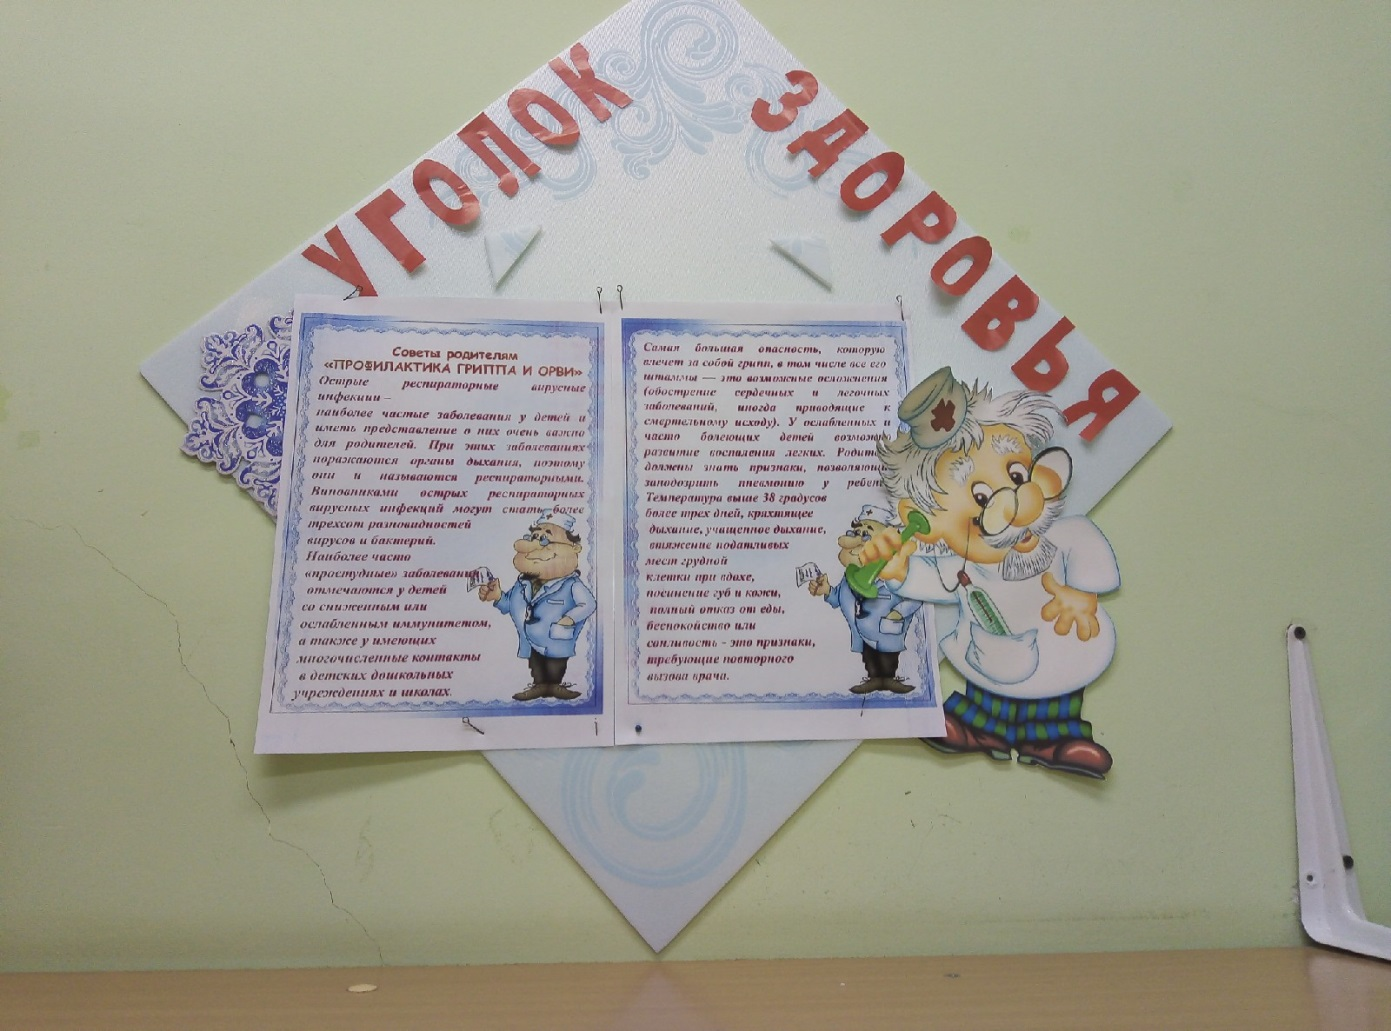 УГОЛОК
ЗДОРОВЬЯ
Советы родителям
«ПРОФИЛАКТИКА ГРИППА И ОРВИ»
Острые респираторные вирусные
инфекции –
наиболее частые заболевания у детей и
иметь представление о них очень важно
для родителей. При этих заболеваниях
поражаются органы дыхания, поэтому
они и называются респираторными.
Виновниками острых респираторных
вирусных инфекций могут стать более
трехсот разновидностей
вирусов и бактерий.
Наиболее часто
«простудные» заболевания
отмечаются у детей
со сниженным или
ослабленным иммунитетом,
а также у имеющих
многочисленные контакты
в детских дошкольных
учреждениях и школах.
Самая большая опасность, которую
влечет за собой грипп, в том числе все его
штаммы — это возможные осложнения
(обострение сердечных и легочных
заболеваний, иногда приводящие к
смертельному исходу). У ослабленных и
часто болеющих детей возможно
развитие воспаления легких. Родители
должны знать признаки, позволяющие
заподозрить пневмонию у ребенка
Температура выше 38 градусов
более трех дней, кряхтящее
дыхание, учащенное дыхание,
втяжение податливых
мест грудной
клетки при вдохе,
посинение губ и кожи,
полный отказ от еды,
беспокойство или
сонливость - это признаки,
требующие повторного
вызова врача.